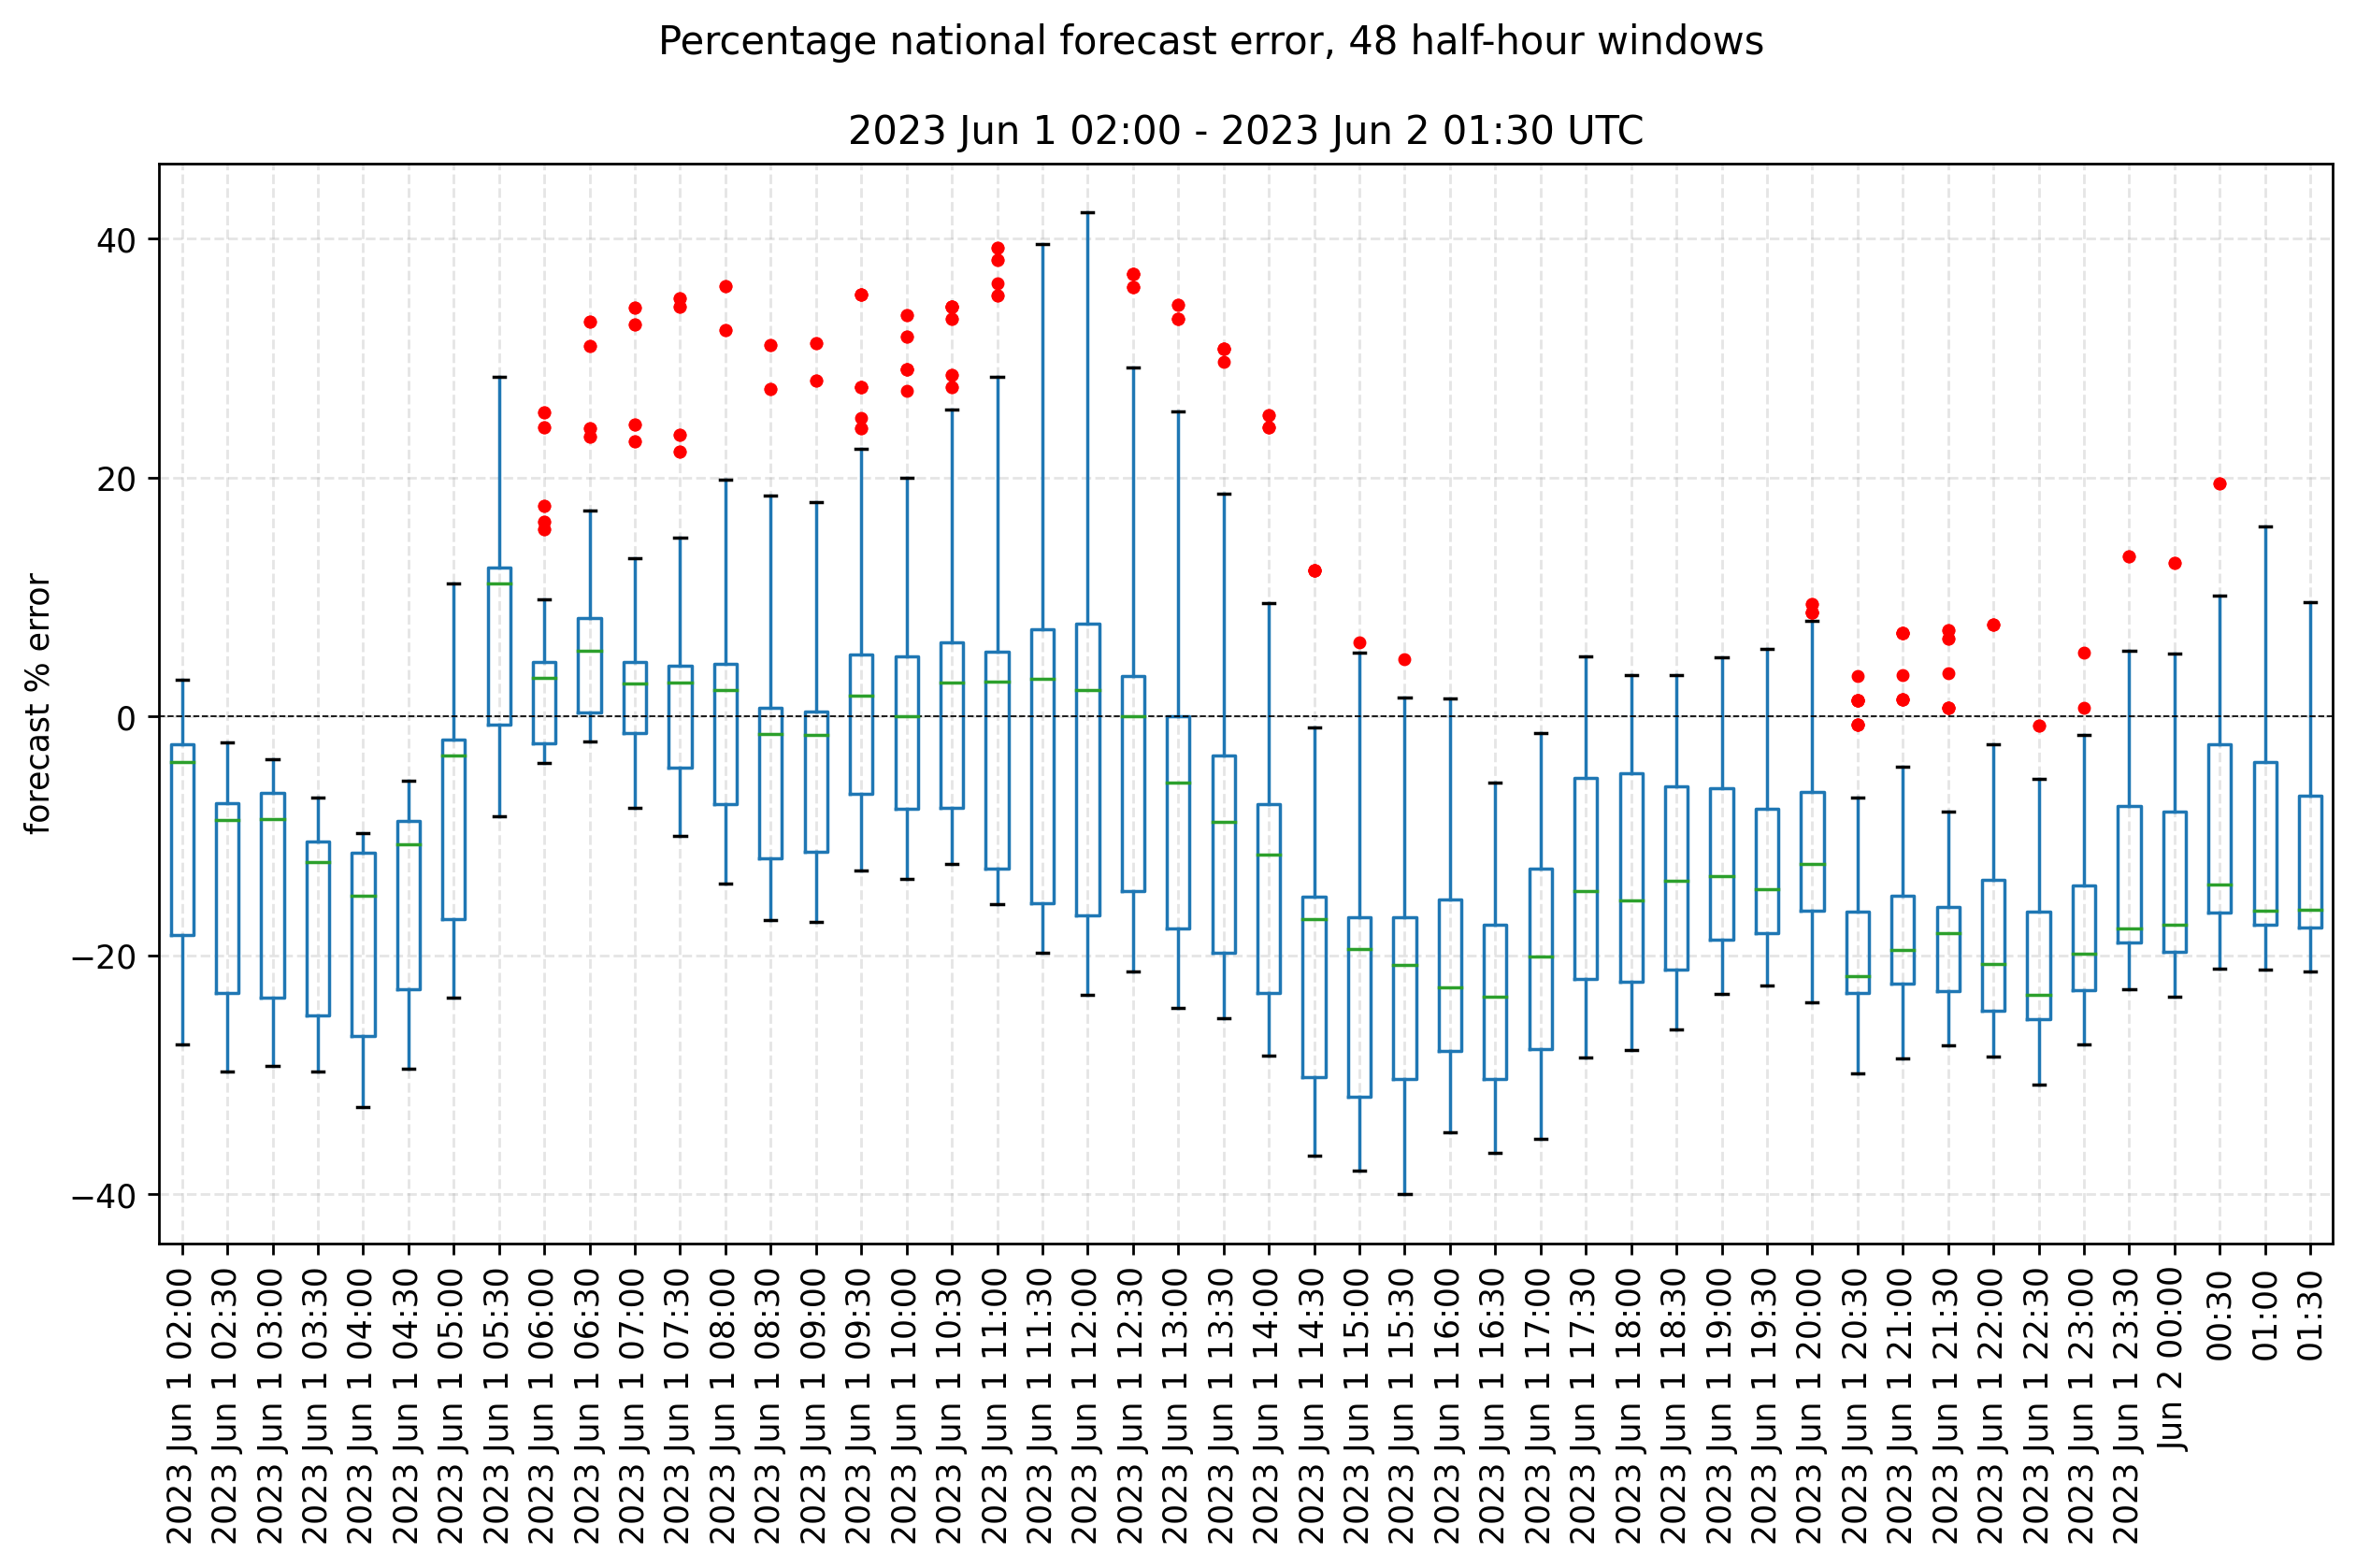 Percentage national forecast error, 48 half-hour windows
2023 Jun 1 02:00 - 2023 Jun 2 01:30 UTC
forecast % error
40
20
0
−20
−40
2023 Jun 1 02:00
2023 Jun 1 02:30
2023 Jun 1 03:00
2023 Jun 1 03:30
2023 Jun 1 04:00
2023 Jun 1 04:30
2023 Jun 1 05:00
2023 Jun 1 05:30
2023 Jun 1 06:00
2023 Jun 1 06:30
2023 Jun 1 07:00
2023 Jun 1 07:30
2023 Jun 1 08:00
2023 Jun 1 08:30
2023 Jun 1 09:00
2023 Jun 1 09:30
2023 Jun 1 10:00
2023 Jun 1 10:30
2023 Jun 1 11:00
2023 Jun 1 11:30
2023 Jun 1 12:00
2023 Jun 1 12:30
2023 Jun 1 13:00
2023 Jun 1 13:30
2023 Jun 1 14:00
2023 Jun 1 14:30
2023 Jun 1 15:00
2023 Jun 1 15:30
2023 Jun 1 16:00
2023 Jun 1 16:30
2023 Jun 1 17:00
2023 Jun 1 17:30
2023 Jun 1 18:00
2023 Jun 1 18:30
2023 Jun 1 19:00
2023 Jun 1 19:30
2023 Jun 1 20:00
2023 Jun 1 20:30
2023 Jun 1 21:00
2023 Jun 1 21:30
2023 Jun 1 22:00
2023 Jun 1 22:30
2023 Jun 1 23:00
2023 Jun 1 23:30
Jun 2 00:00
00:30
01:00
01:30